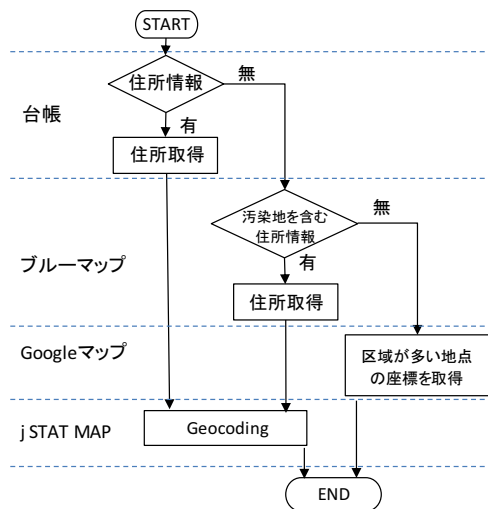 START
住所情報
無
台帳
有
住所取得
汚染地を含む
住所情報
無
ブルーマップ
有
住所取得
Googleマップ
区域が多い地点
の座標を取得
j STAT MAP
Geocoding
END